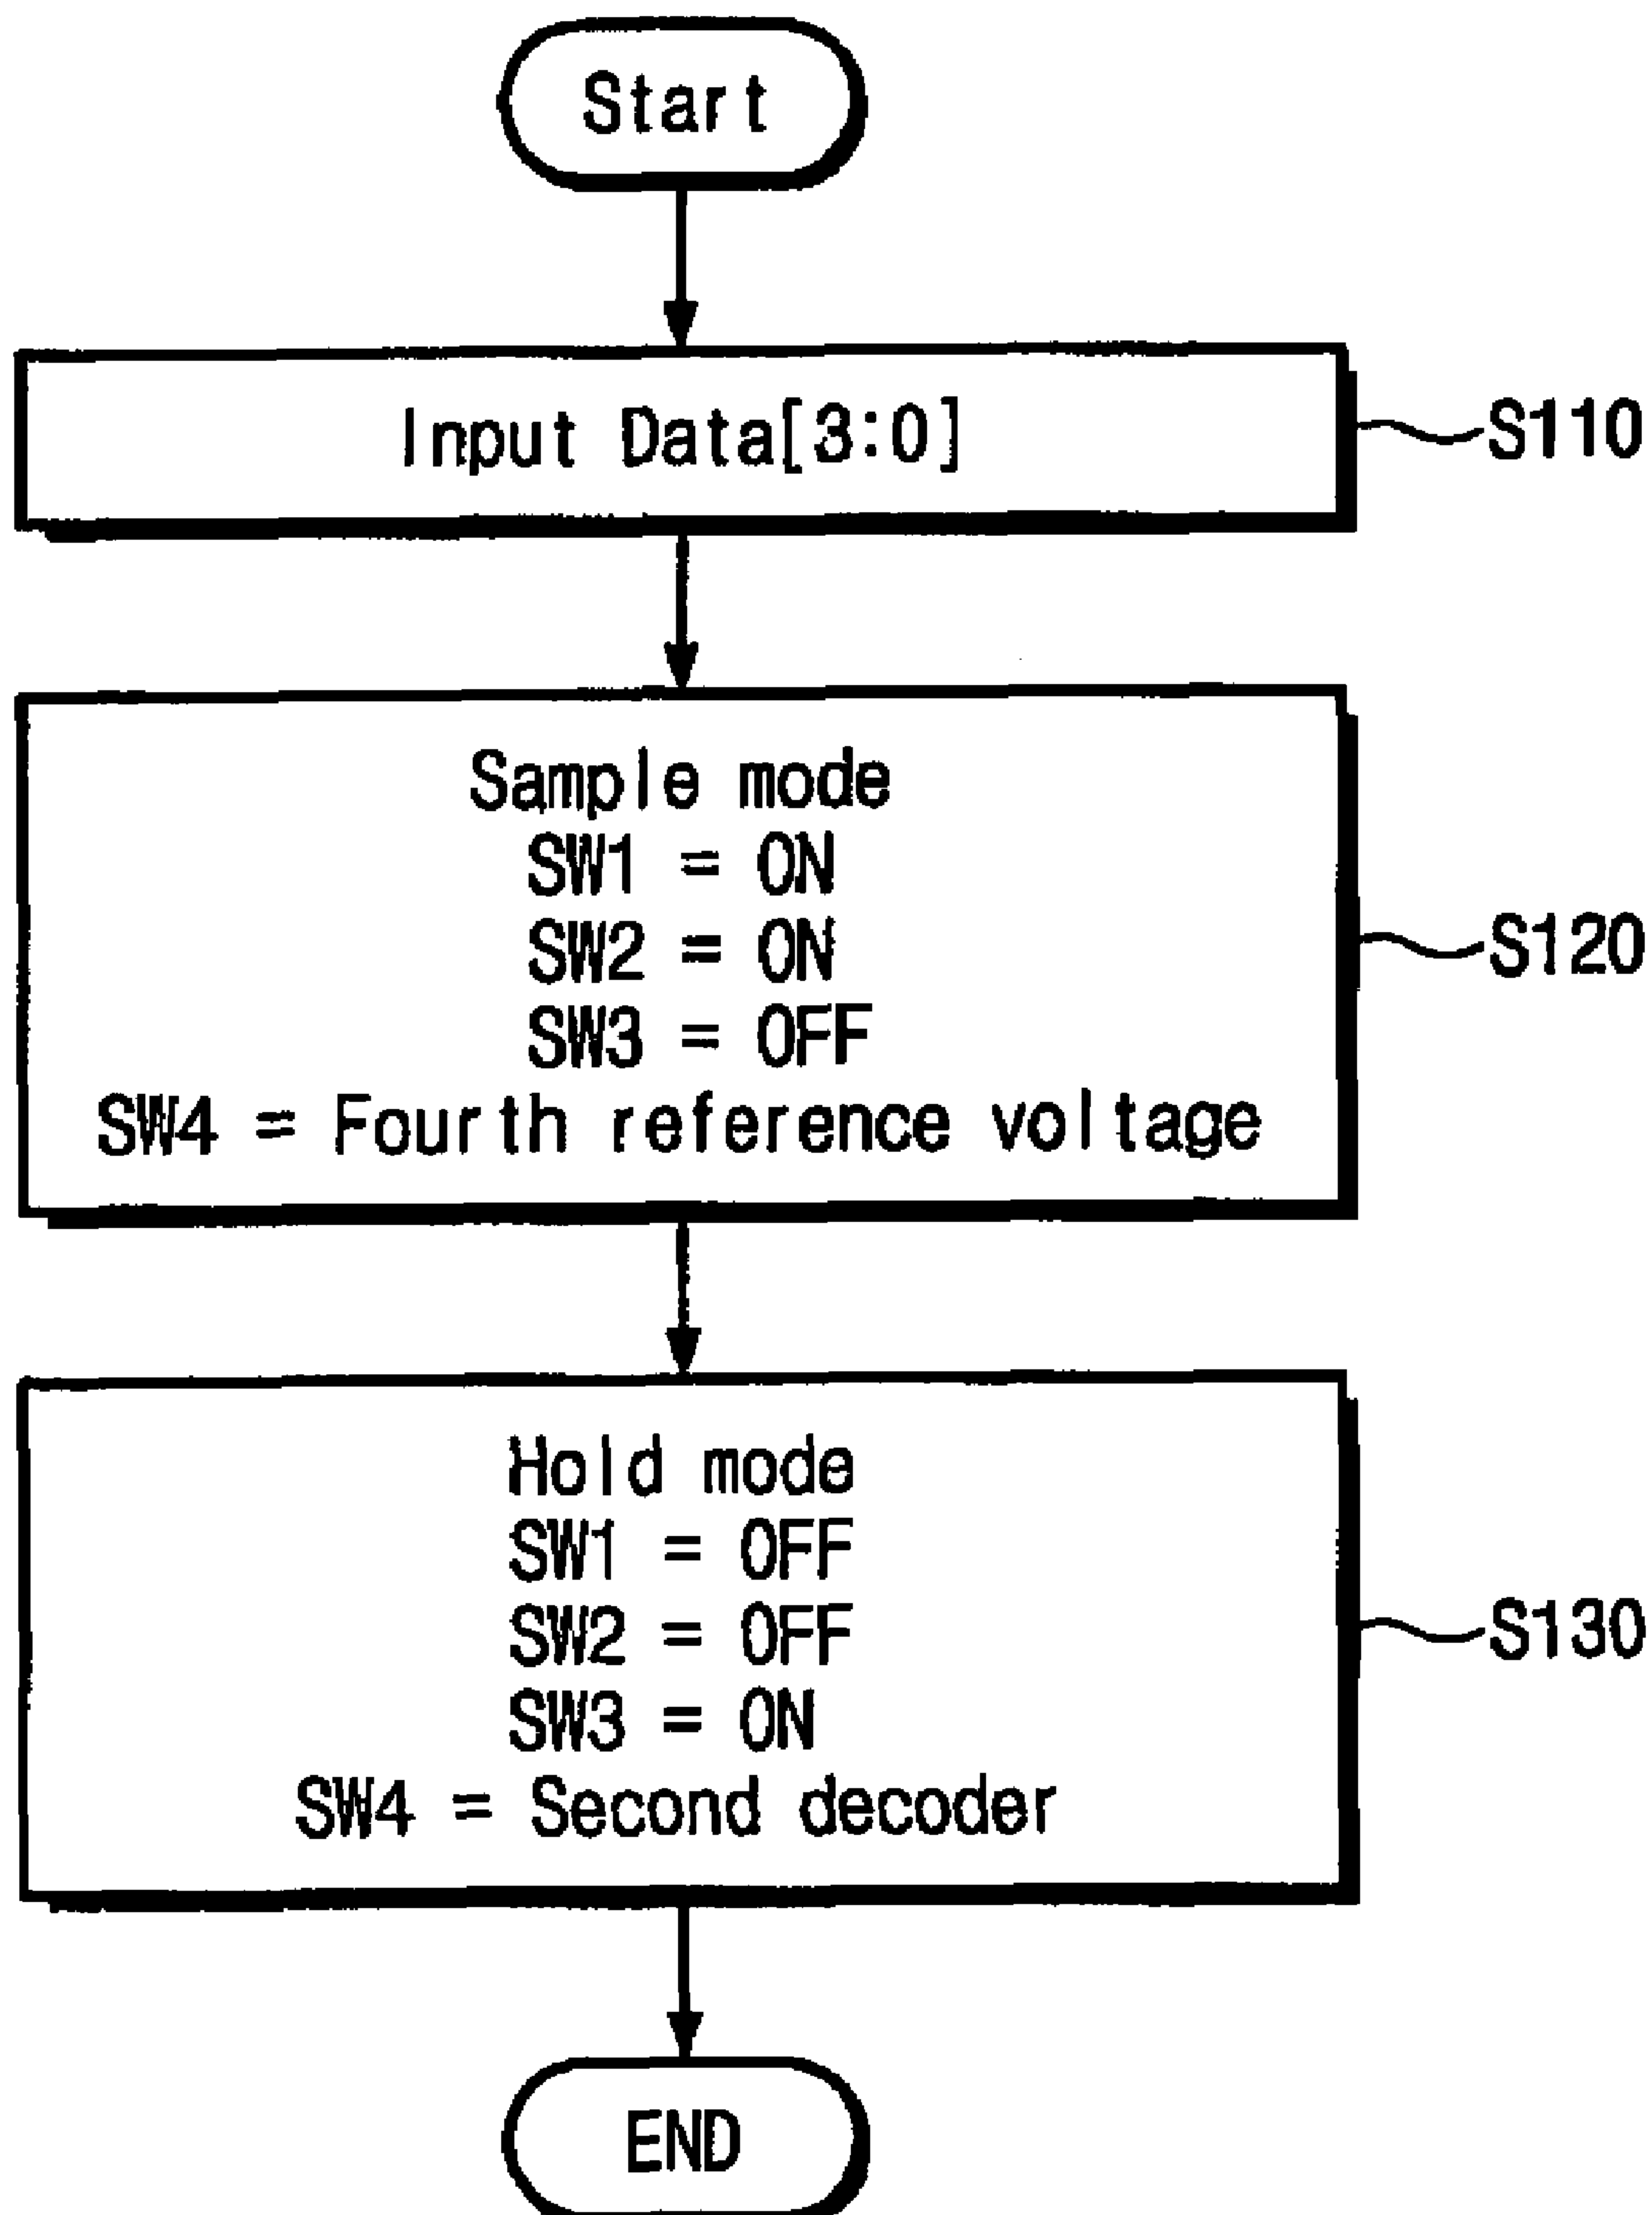 Start
Input Data[3:0]
S110
Sample mode
SW1 = ON
SW2 = ON
SW3 = OFF
SW4 = Fourth reference voltage
S120
Hold mode
SW1 = OFF
SW2 = OFF
SW3 = ON
SW4 = Second decoder
S130
END